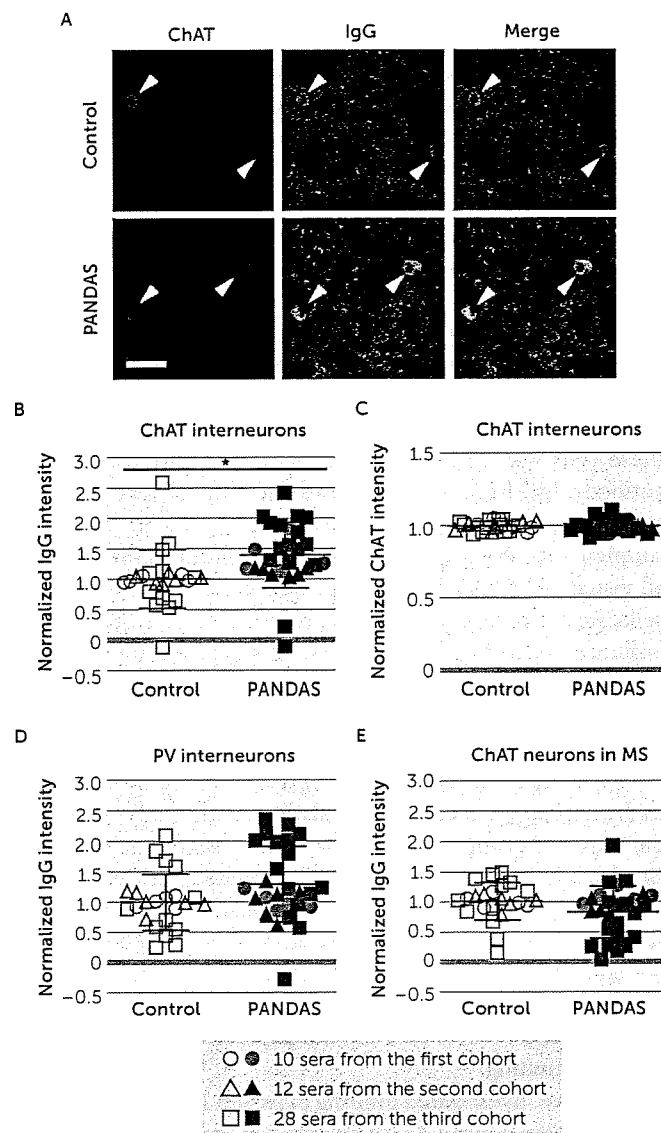 A
ChAT
IgG
Merge
Control
PANDAS
B
ChAT interneurons
Normalized IgG intensity
3.0
*
2.5
2.0
1.5
1.0
0.5
0
−0.5
Control
PANDAS
C
ChAT interneurons
Normalized ChAT intensity
1.5
1.0
0.5
0
Control
PANDAS
D
PV interneurons
Normalized IgG intensity
3.0
2.5
2.0
1.5
1.0
0.5
0
−0.5
Control
PANDAS
E
ChAT neurons in MS
Normalized IgG intensity
3.0
2.5
2.0
1.5
1.0
0.5
0
−0.5
Control
PANDAS
10 sera from the first cohort
12 sera from the second cohort
28 sera from the third cohort